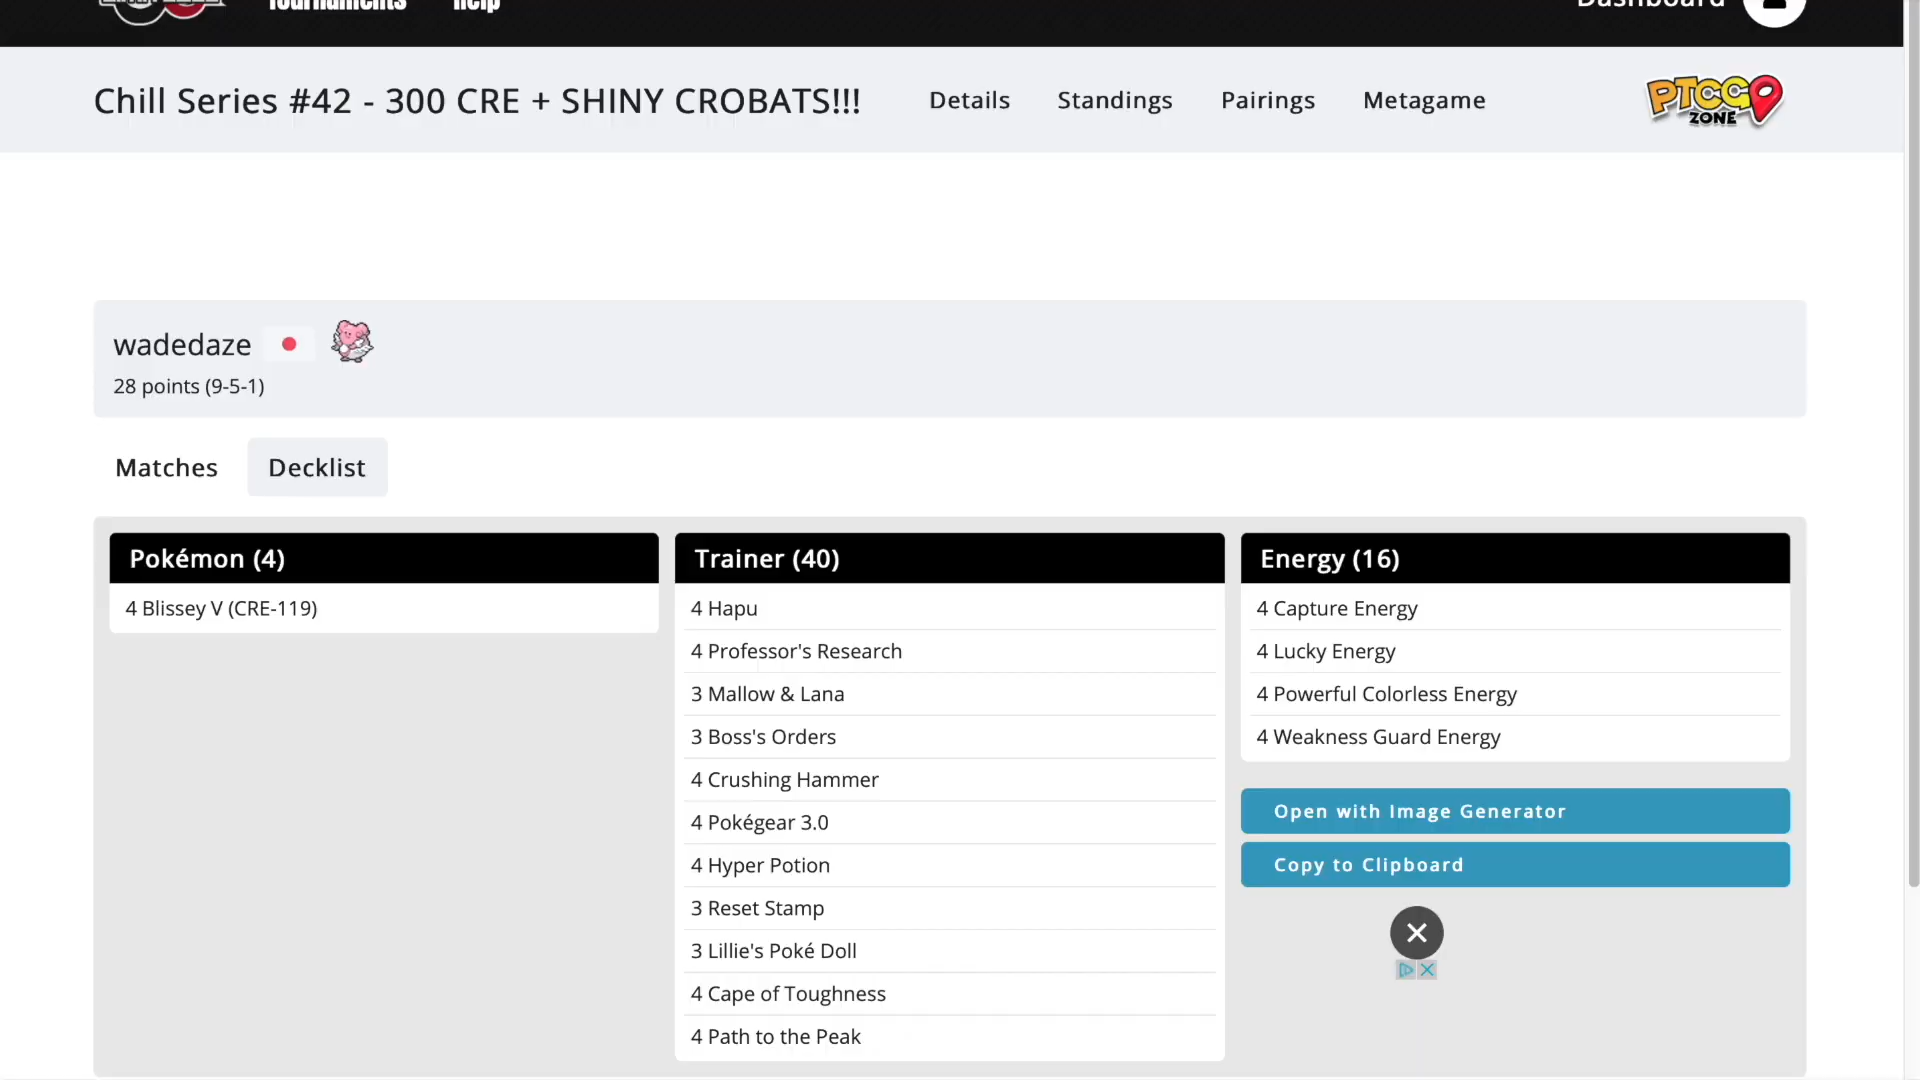 Tournaments Help Dashboard
Chill Series #42 - 300 CRE + SHINY CROBATS!!! Details Standings Pairings Metagame PTCGO ZONE
wadedaze
28 points (9-5-1)
Matches Decklist
Pokémon (4)
4 Blissey V (CRE-119)
Trainer (40)
4 Hapu
4 Professor's Research
3 Mallow & Lana
3 Boss's Orders
4 Crushing Hammer
4 Pokégear 3.0
4 Hyper Potion
3 Reset Stamp
3 Lillie's Poké Doll
4 Cape of Toughness
4 Path to the Peak
Energy (16)
4 Capture Energy
4 Lucky Energy
4 Powerful Colorless Energy
4 Weakness Guard Energy
Open with Image Generator
Copy to Clipboard